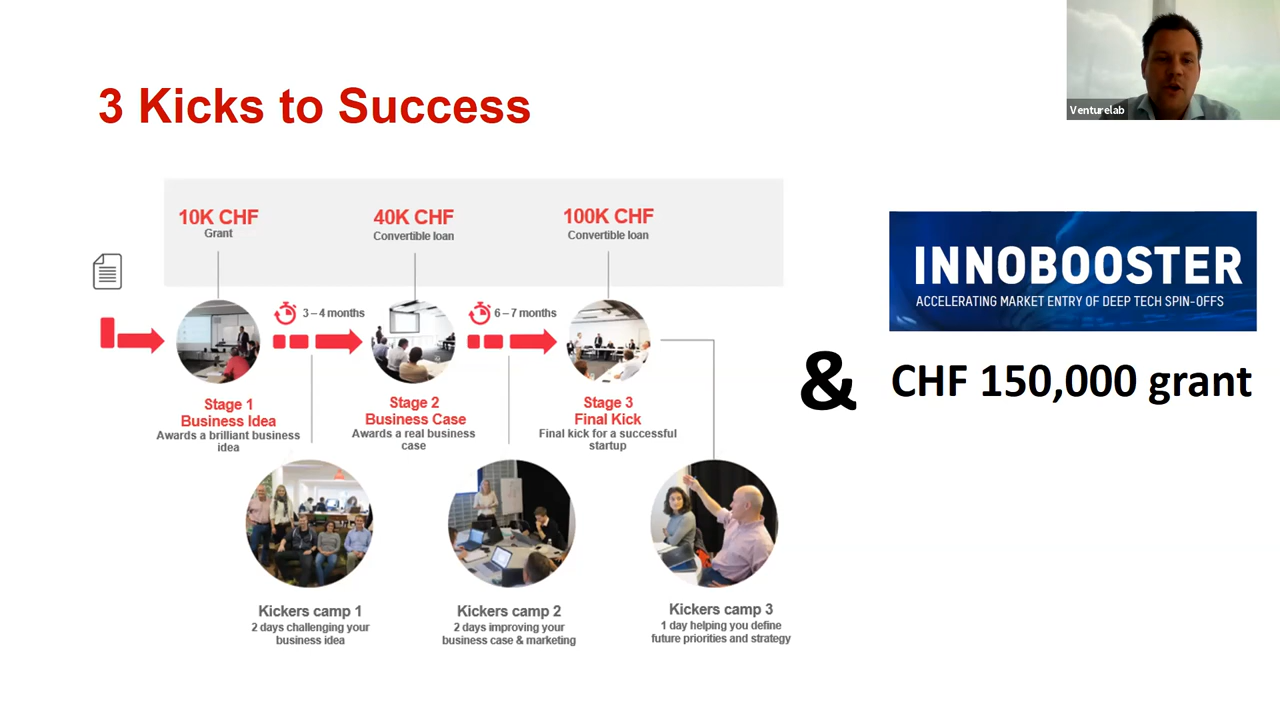 Venturelab
3 Kicks to Success
10K CHF
Grant
40K CHF
Convertible loan
100K CHF
Convertible loan
3 – 4 months
6 – 7 months
Stage 1
Business Idea
Awards a brilliant business
idea
Stage 2
Business Case
Awards a real business
case
Stage 3
Final Kick
Final kick for a successful
startup
Kickers camp 1
2 days challenging your
business idea
Kickers camp 2
2 days improving your
business case & marketing
Kickers camp 3
1 day helping you define
future priorities and strategy
INNOBOOSTER
ACCELERATING MARKET ENTRY OF DEEP TECH SPIN-OFFS
& CHF 150,000 grant